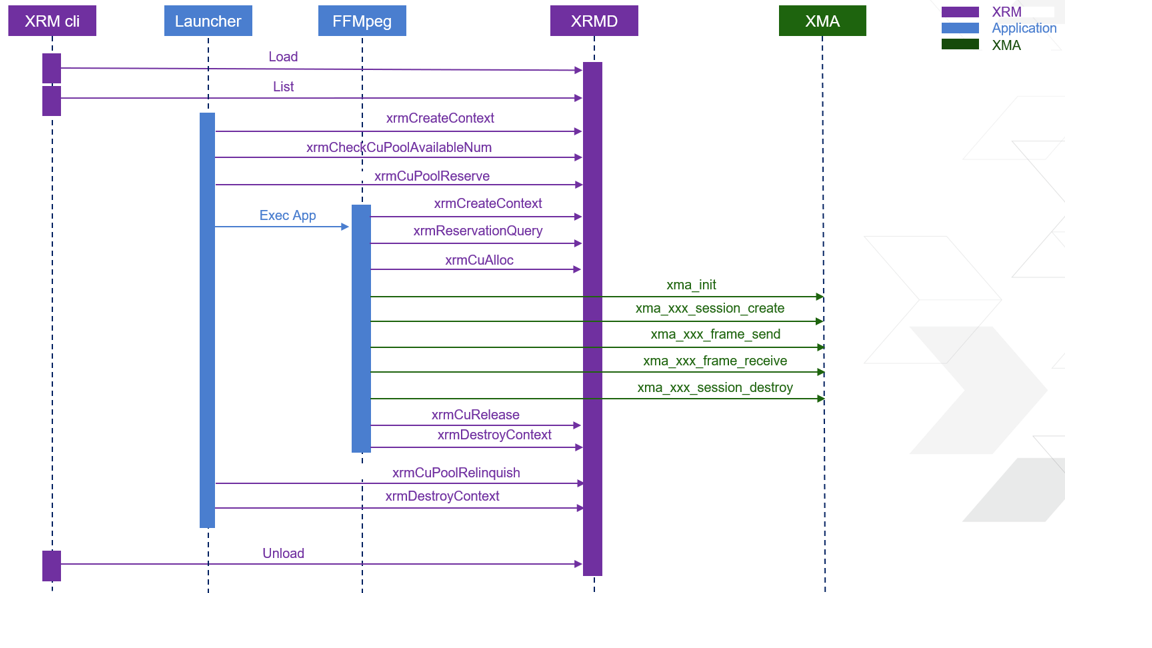 XRM cli
Launcher
FFMpeg
XRMD
XMA
XRM
Application
XMA
Load
List
xrmCreateContext
xrmCheckCuPoolAvailableNum
xrmCuPoolReserve
xrmCreateContext
Exec App
xrmReservationQuery
xrmCuAlloc
xma_init
xma_xxx_session_create
xma_xxx_frame_send
xma_xxx_frame_receive
xma_xxx_session_destroy
xrmCuRelease
xrmDestroyContext
xrmCuPoolRelinquish
xrmDestroyContext
Unload